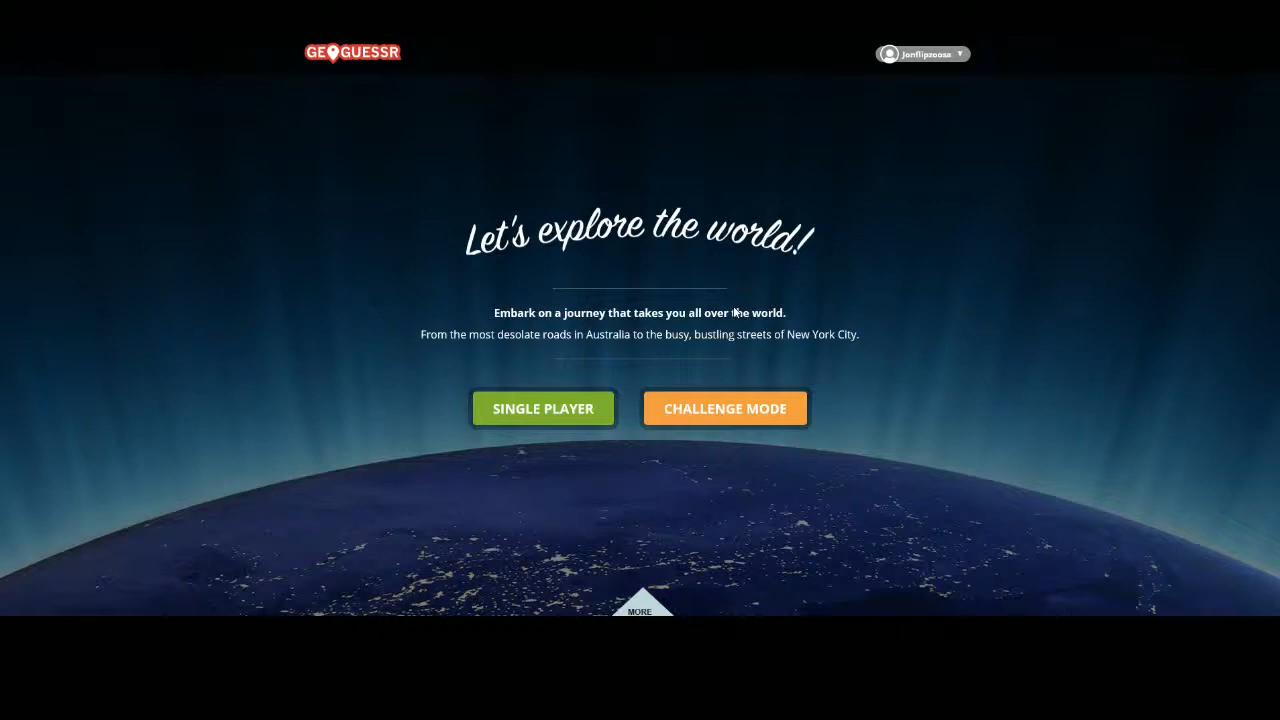 GEOGUESSR
Jonflipzoosa
Let's explore the world!
Embark on a journey that takes you all over the world.
From the most desolate roads in Australia to the busy, bustling streets of New York City.
SINGLE PLAYER
CHALLENGE MODE
MORE